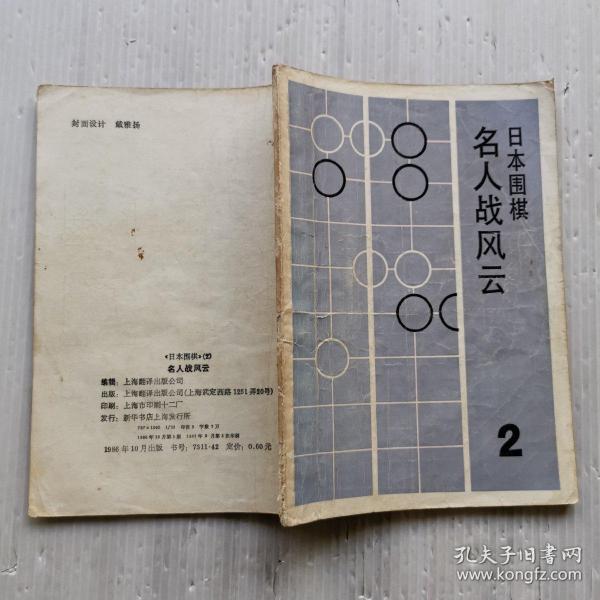 封面设计 戴雅扬
《日本围棋》(2)
名人战风云
编辑：上海翻译出版公司
出版：上海翻译出版公司(上海武定西路1251弄20号)
印刷：上海市印刷十二厂
发行：新华书店上海发行所
1986年10月出版 书号：7311·42 定价：0.60元
日本围棋
名人战风云
2
孔夫子旧书网
www.kongfz.com